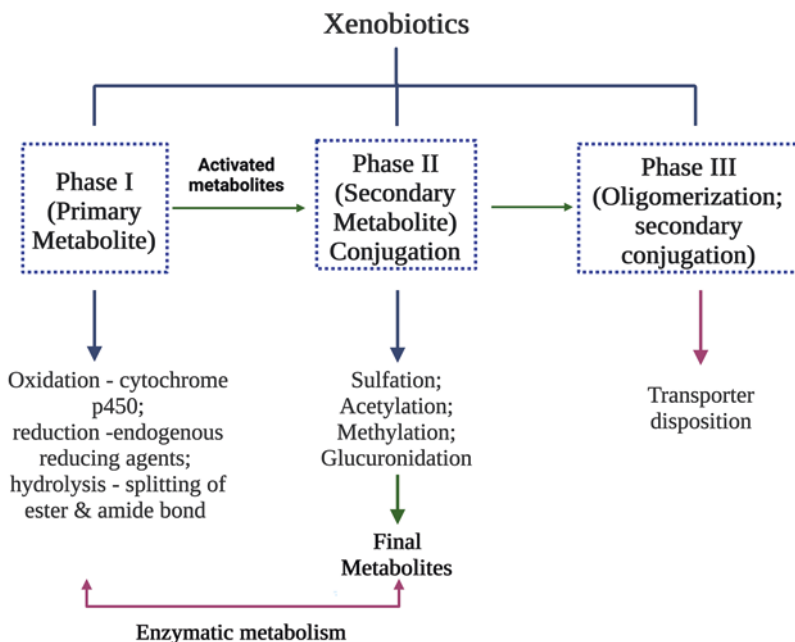 Xenobiotics
Phase I
(Primary
Metabolite)
Activated
metabolites
Phase II
(Secondary
Metabolite)
Conjugation
Phase III
(Oligomerization;
secondary
conjugation)
Oxidation - cytochrome
p450;
reduction -endogenous
reducing agents;
hydrolysis - splitting of
ester & amide bond
Sulfation;
Acetylation;
Methylation;
Glucuronidation
Transporter
disposition
Final
Metabolites
Enzymatic metabolism